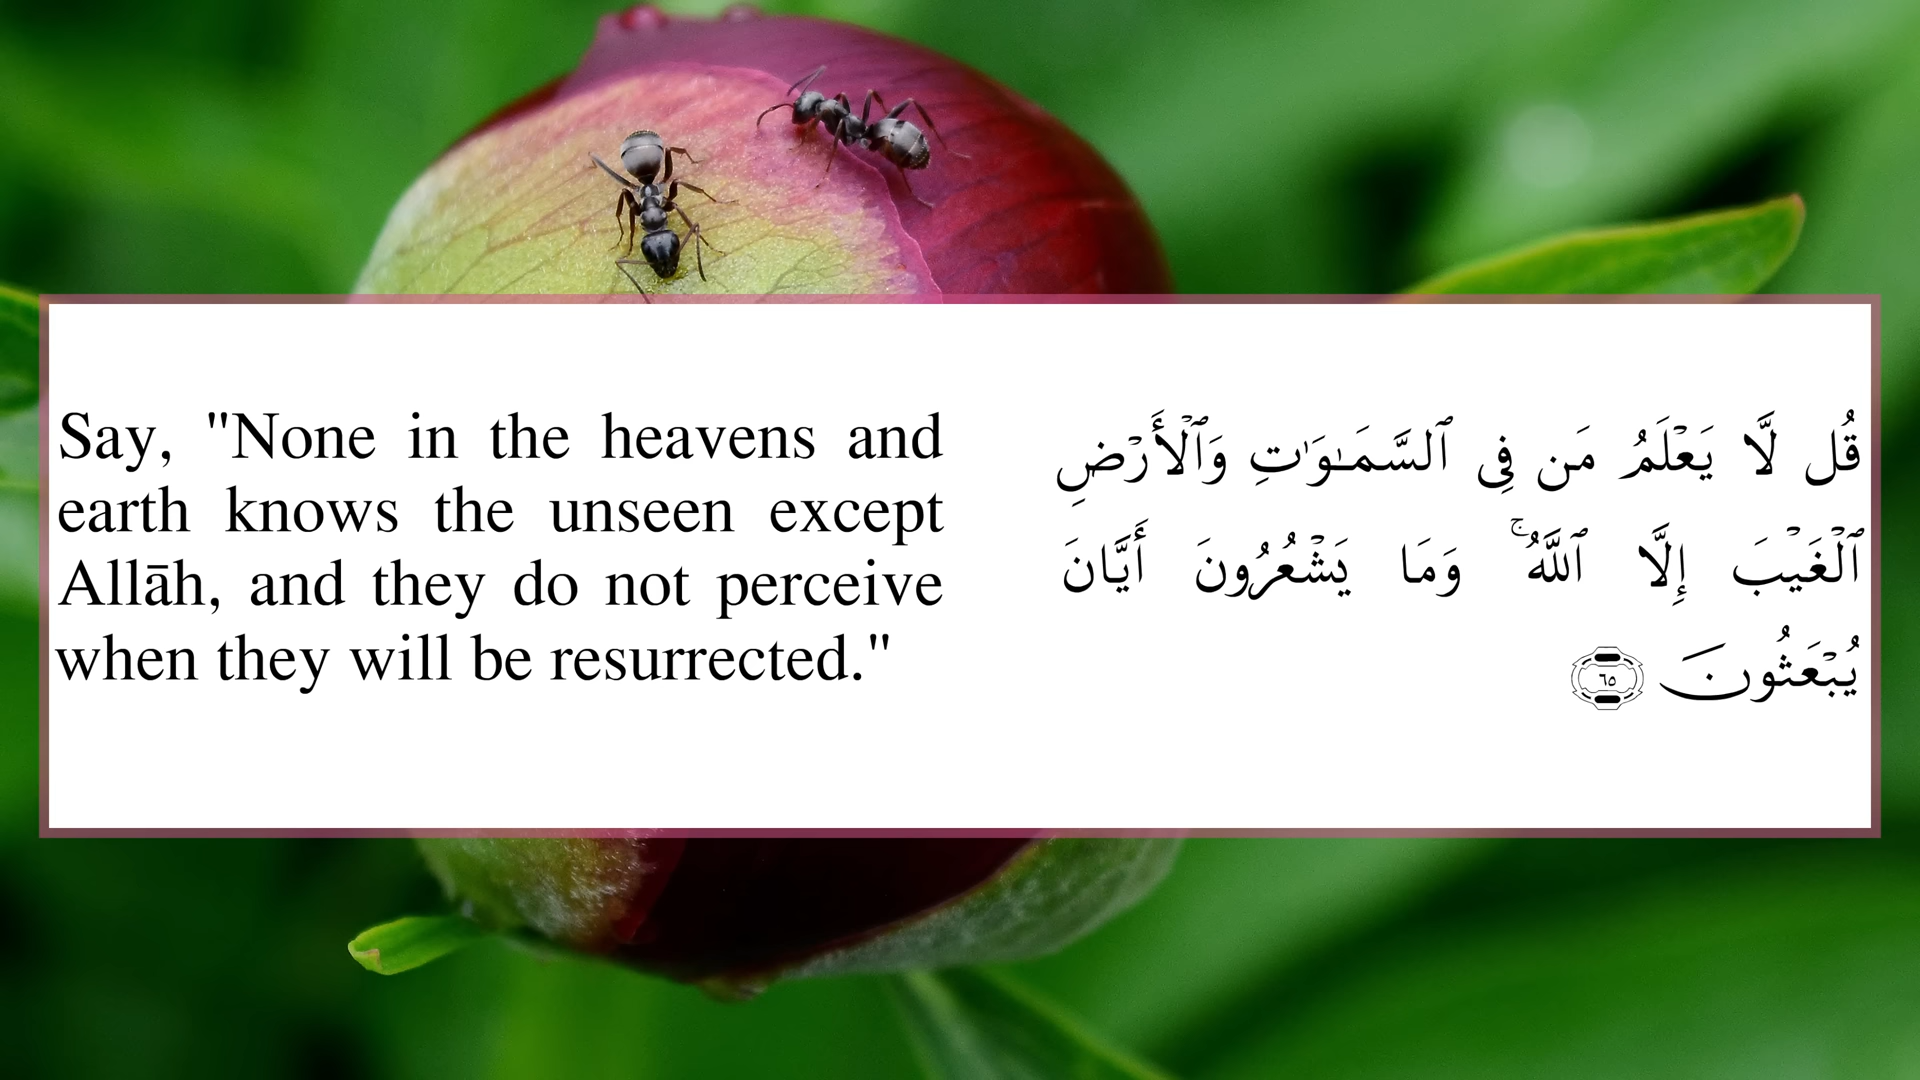 Say, "None in the heavens and
earth knows the unseen except
Allāh, and they do not perceive
when they will be resurrected."
قُل لَّا يَعْلَمُ مَن فِى ٱلسَّمَـٰوَٰتِ وَٱلْأَرْضِ
ٱلْغَيْبَ إِلَّا ٱللَّهُ ۚ وَمَا يَشْعُرُونَ أَيَّانَ
يُبْعَثُونَ ٦٥